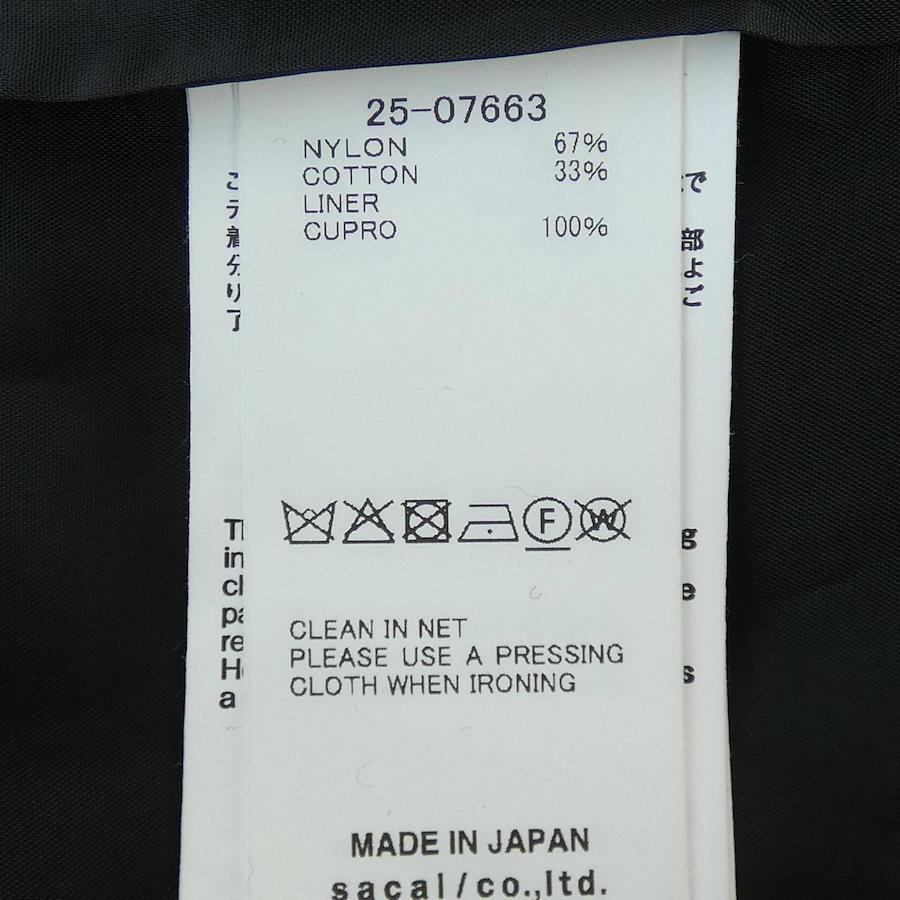 25-07663
NYLON 67%
COTTON 33%
LINER
CUPRO 100%
F
W
CLEAN IN NET
PLEASE USE A PRESSING
CLOTH WHEN IRONING
MADE IN JAPAN
sacai/co.,ltd.